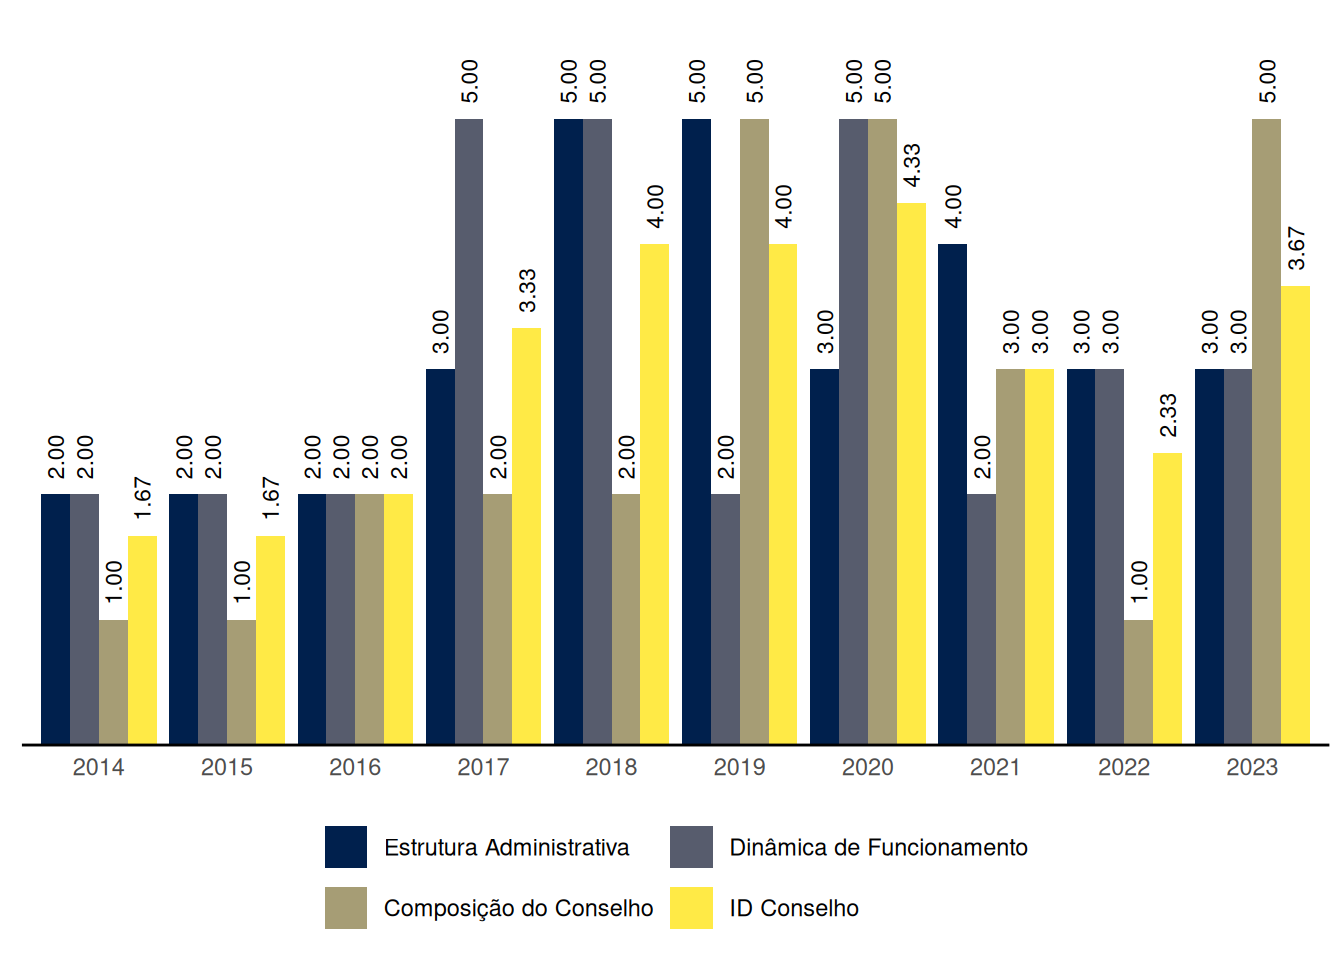 2.00 2.00 1.00 1.67 2.00 2.00 1.00 1.67 2.00 2.00 2.00 2.00 3.00 5.00 2.00 3.33 5.00 5.00 2.00 4.00 5.00 2.00 5.00 4.00 3.00 5.00 5.00 4.33 4.00 2.00 3.00 3.00 3.00 3.00 1.00 2.33 3.00 3.00 5.00 3.67
2014 2015 2016 2017 2018 2019 2020 2021 2022 2023
Estrutura Administrativa Dinâmica de Funcionamento
Composição do Conselho ID Conselho